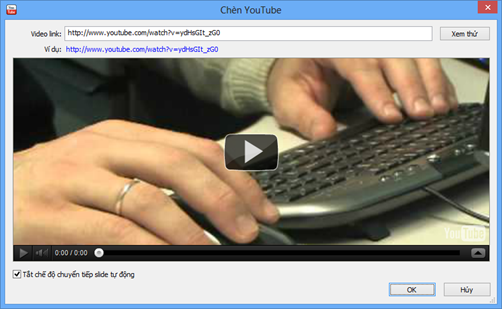 Chèn YouTube
Video link: http://www.youtube.com/watch?v=ydHsGIt_zG0 Xem thử
Ví dụ: http://www.youtube.com/watch?v=ydHsGIt_zG0
YouTube
0:00 / 0:00
Tắt chế độ chuyển tiếp slide tự động
OK Hủy